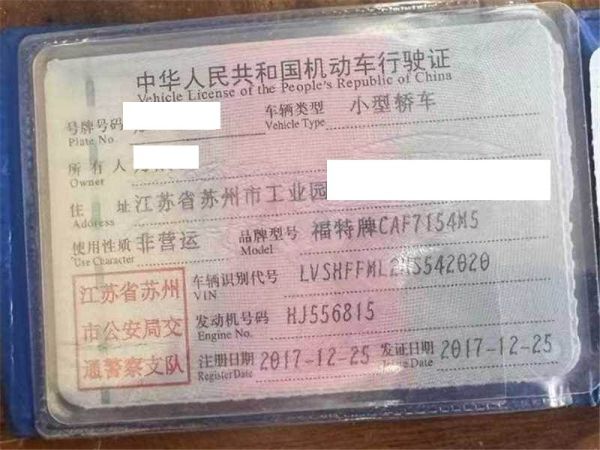 中华人民共和国机动车行驶证
Vehicle License of the People's Republic of China
号牌号码 车辆类型 小型轿车
Plate No. Vehicle Type
所有人
Owner
住 址 江苏省苏州市工业园
Address
使用性质 非营运 品牌型号 福特牌CAF7154M5
Use Character Model
江苏省苏州
市公安局交
通警察支队
车辆识别代号
VIN
发动机号码 HJ556815
Engine No.
注册日期 2017-12-25 发证日期 2017-12-25
Register Date Issue Date